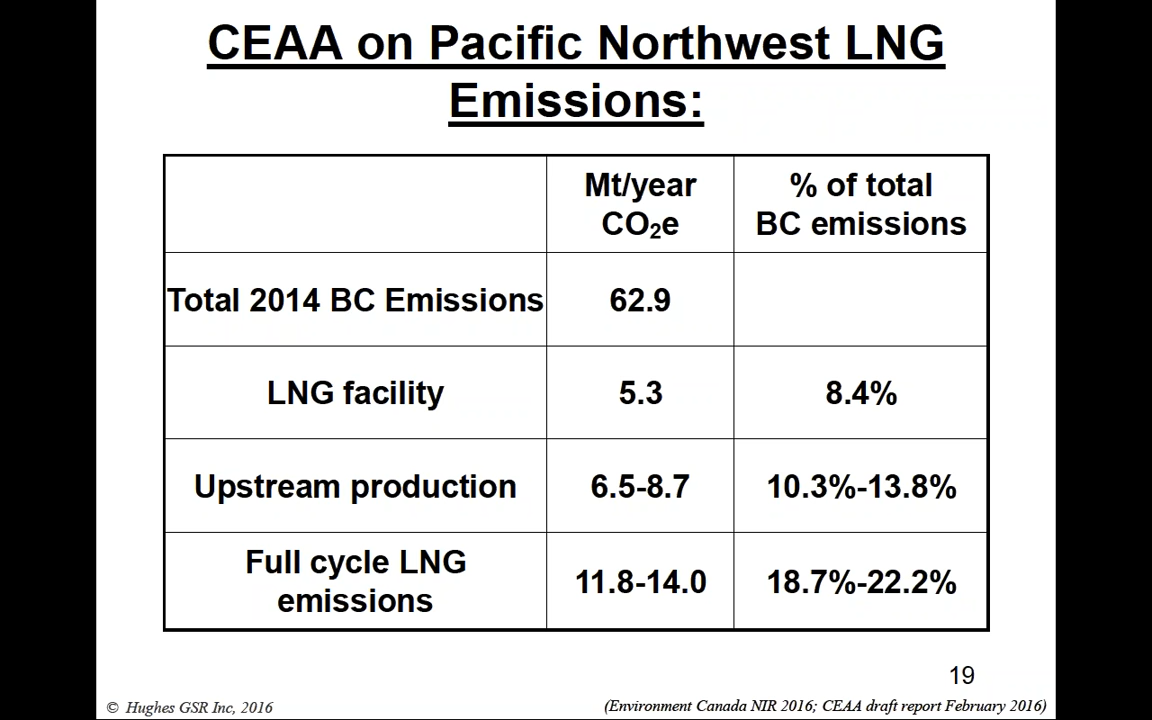 CEAA on Pacific Northwest LNG
Emissions:
Mt/year
CO₂e
% of total
BC emissions
Total 2014 BC Emissions
62.9
LNG facility
5.3
8.4%
Upstream production
6.5-8.7
10.3%-13.8%
Full cycle LNG
emissions
11.8-14.0
18.7%-22.2%
19
© Hughes GSR Inc, 2016
(Environment Canada NIR 2016; CEAA draft report February 2016)